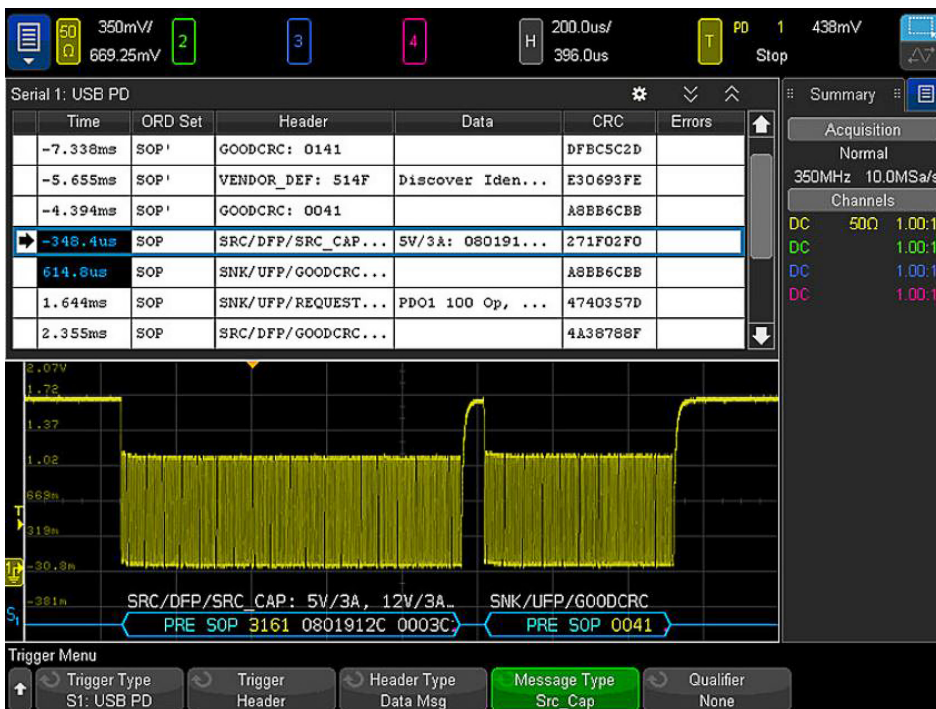 50Ω 350mV/ 669.25mV 2 3 4 H 200.0us/ 396.0us T PD 1 438mV Stop
Serial 1: USB PD
Time ORD Set Header Data CRC Errors
-7.338ms SOP' GOODCRC: 0141 DFBC5C2D
-5.655ms SOP' VENDOR_DEF: 514F Discover Iden... E30693FE
-4.394ms SOP' GOODCRC: 0041 A8BB6CBB
-348.4us SOP SRC/DFP/SRC_CAP... 5V/3A: 080191... 271F02F0
614.8us SOP SNK/UFP/GOODCRC... A8BB6CBB
1.644ms SOP SNK/UFP/REQUEST... PDO1 100 Op, ... 4740357D
2.355ms SOP SRC/DFP/GOODCRC... 4A38788F
Summary
Acquisition
Normal
350MHz 10.0MSa/s
Channels
DC 50Ω 1.00:1
DC 1.00:1
DC 1.00:1
DC 1.00:1
2.07V
1.72
1.37
1.02
669m
T
319m
-30.8m
-381m
SRC/DFP/SRC_CAP: 5V/3A, 12V/3A… SNK/UFP/GOODCRC
S1 PRE SOP 3161 0801912C 0003C PRE SOP 0041
Trigger Menu
Trigger Type Trigger Header Type Message Type Qualifier
S1: USB PD Header Data Msg Src_Cap None